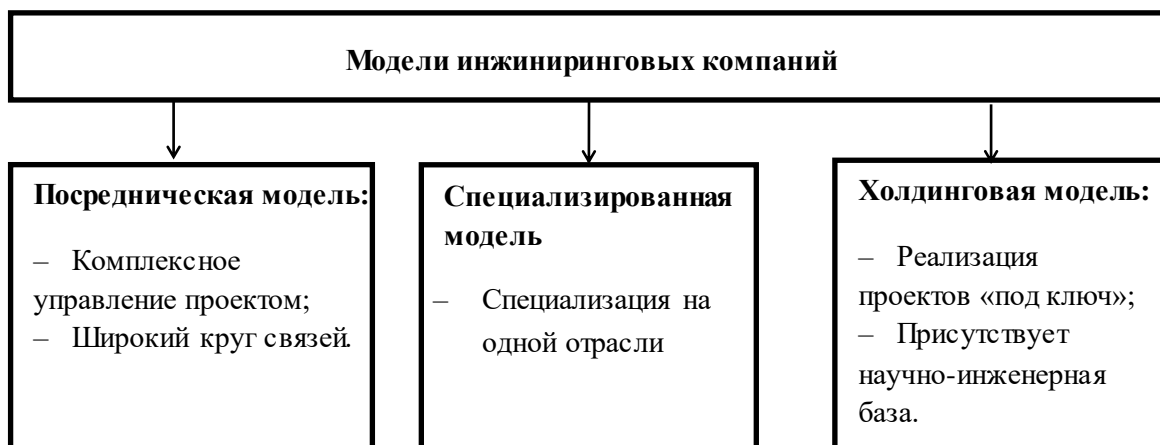 Модели инжиниринговых компаний
Посредническая модель:
– Комплексное
управление проектом;
– Широкий круг связей.
Специализированная
модель
– Специализация на
одной отрасли
Холдинговая модель:
– Реализация
проектов «под ключ»;
– Присутствует
научно-инженерная
база.